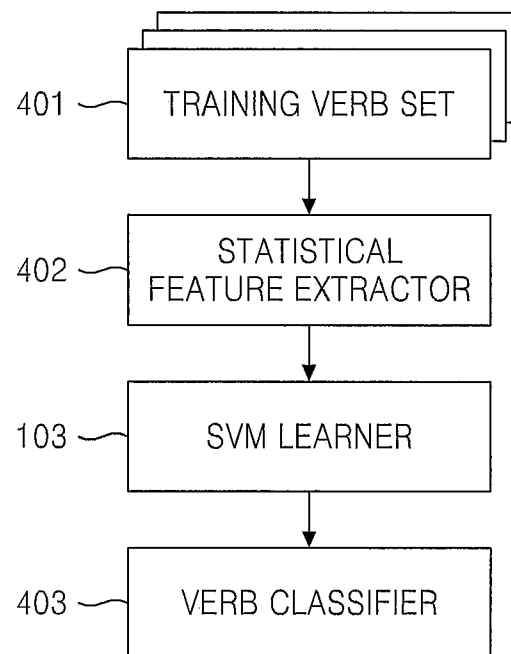 401 TRAINING VERB SET
402 STATISTICAL
FEATURE EXTRACTOR
103 SVM LEARNER
403 VERB CLASSIFIER